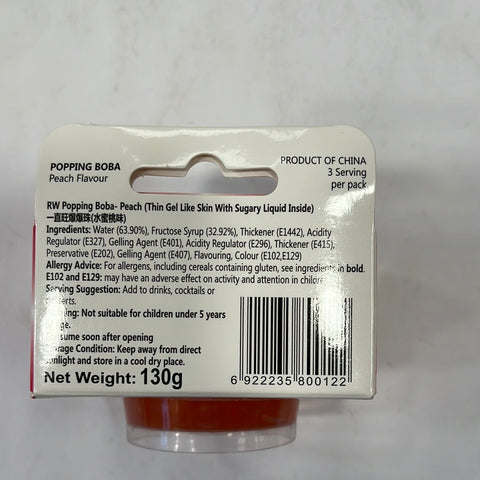 POPPING BOBA
Peach Flavour
PRODUCT OF CHINA
3 Serving
per pack
RW Popping Boba- Peach (Thin Gel Like Skin With Sugary Liquid Inside)
一直旺爆爆珠(水蜜桃味)
Ingredients: Water (63.90%), Fructose Syrup (32.92%), Thickener (E1442), Acidity
Regulator (E327), Gelling Agent (E401), Acidity Regulator (E296), Thickener (E415),
Preservative (E202), Gelling Agent (E407), Flavouring, Colour (E102,E129)
Allergy Advice: For allergens, including cereals containing gluten, see ingredients in bold.
E102 and E129: may have an adverse effect on activity and attention in
Serving Suggestion: Add to drinks, cocktails or
Not suitable for children under 5 years
soon after opening
Condition: Keep away from direct
and store in a cool dry place.
Net Weight: 130g
6 922235 800122